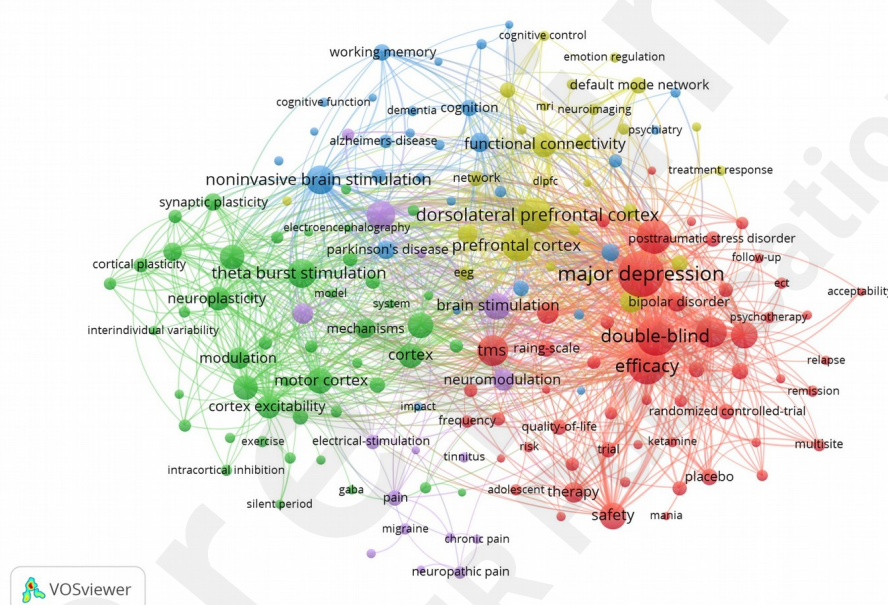 cognitive control
working memory
emotion regulation
default mode network
cognitive function
dementia
cognition
mri
neuroimaging
alzheimers-disease
functional connectivity
psychiatry
noninvasive brain stimulation
network
dlpfc
treatment response
synaptic plasticity
electroencephalography
dorsolateral prefrontal cortex
parkinson's disease
prefrontal cortex
posttraumatic stress disorder
follow-up
cortical plasticity
theta burst stimulation
eeg
major depression
ect
acceptability
neuroplasticity
model
system
brain stimulation
bipolar disorder
psychotherapy
interindividual variability
mechanisms
double-blind
modulation
cortex
tms
raing-scale
efficacy
relapse
motor cortex
neuromodulation
remission
cortex excitability
impact
frequency
randomized controlled-trial
quality-of-life
exercise
electrical-stimulation
risk
trial
ketamine
multisite
intracortical inhibition
tinnitus
placebo
silent period
gaba
pain
adolescent
therapy
safety
mania
migraine
chronic pain
neuropathic pain
VOSviewer